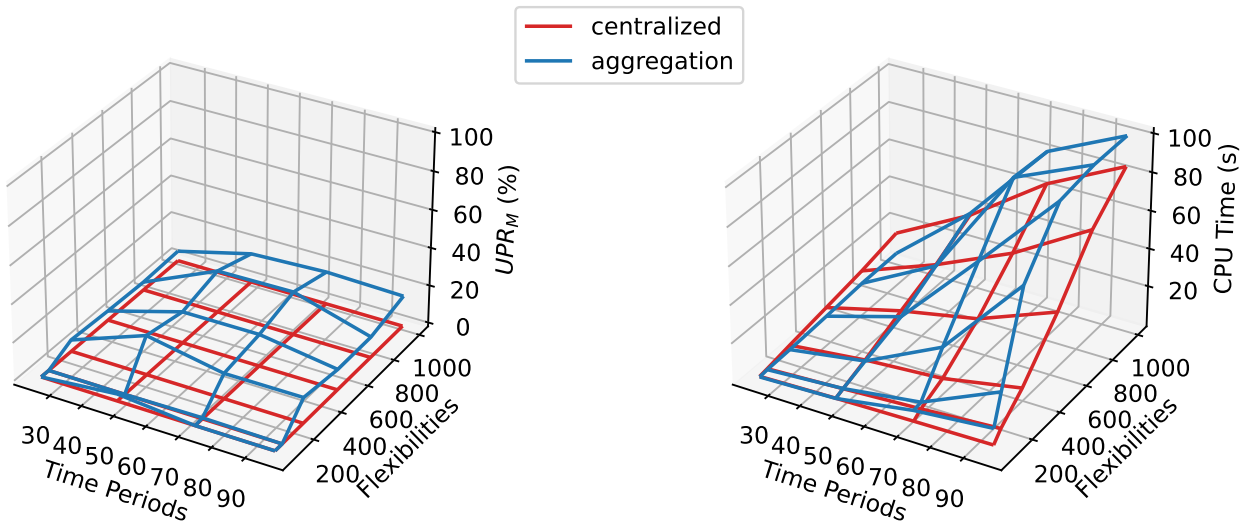 centralized
aggregation
100
80
60
40
20
0
UPR_M (%)
30 40 50 60 70 80 90
Time Periods
200 400 600 800 1000
Flexibilities
100
80
60
40
20
CPU Time (s)
30 40 50 60 70 80 90
Time Periods
200 400 600 800 1000
Flexibilities